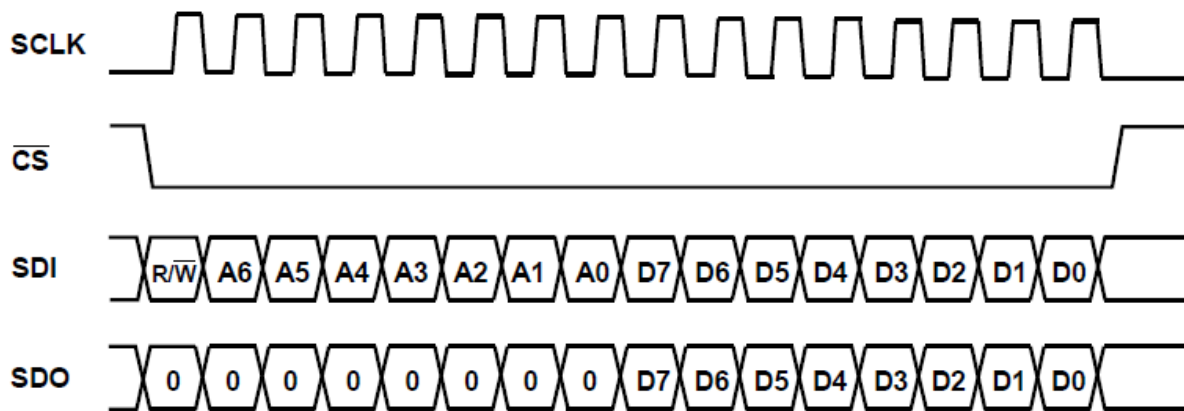 SCLK
C̅S̅
SDI R/W̅ A6 A5 A4 A3 A2 A1 A0 D7 D6 D5 D4 D3 D2 D1 D0
SDO 0 0 0 0 0 0 0 0 D7 D6 D5 D4 D3 D2 D1 D0